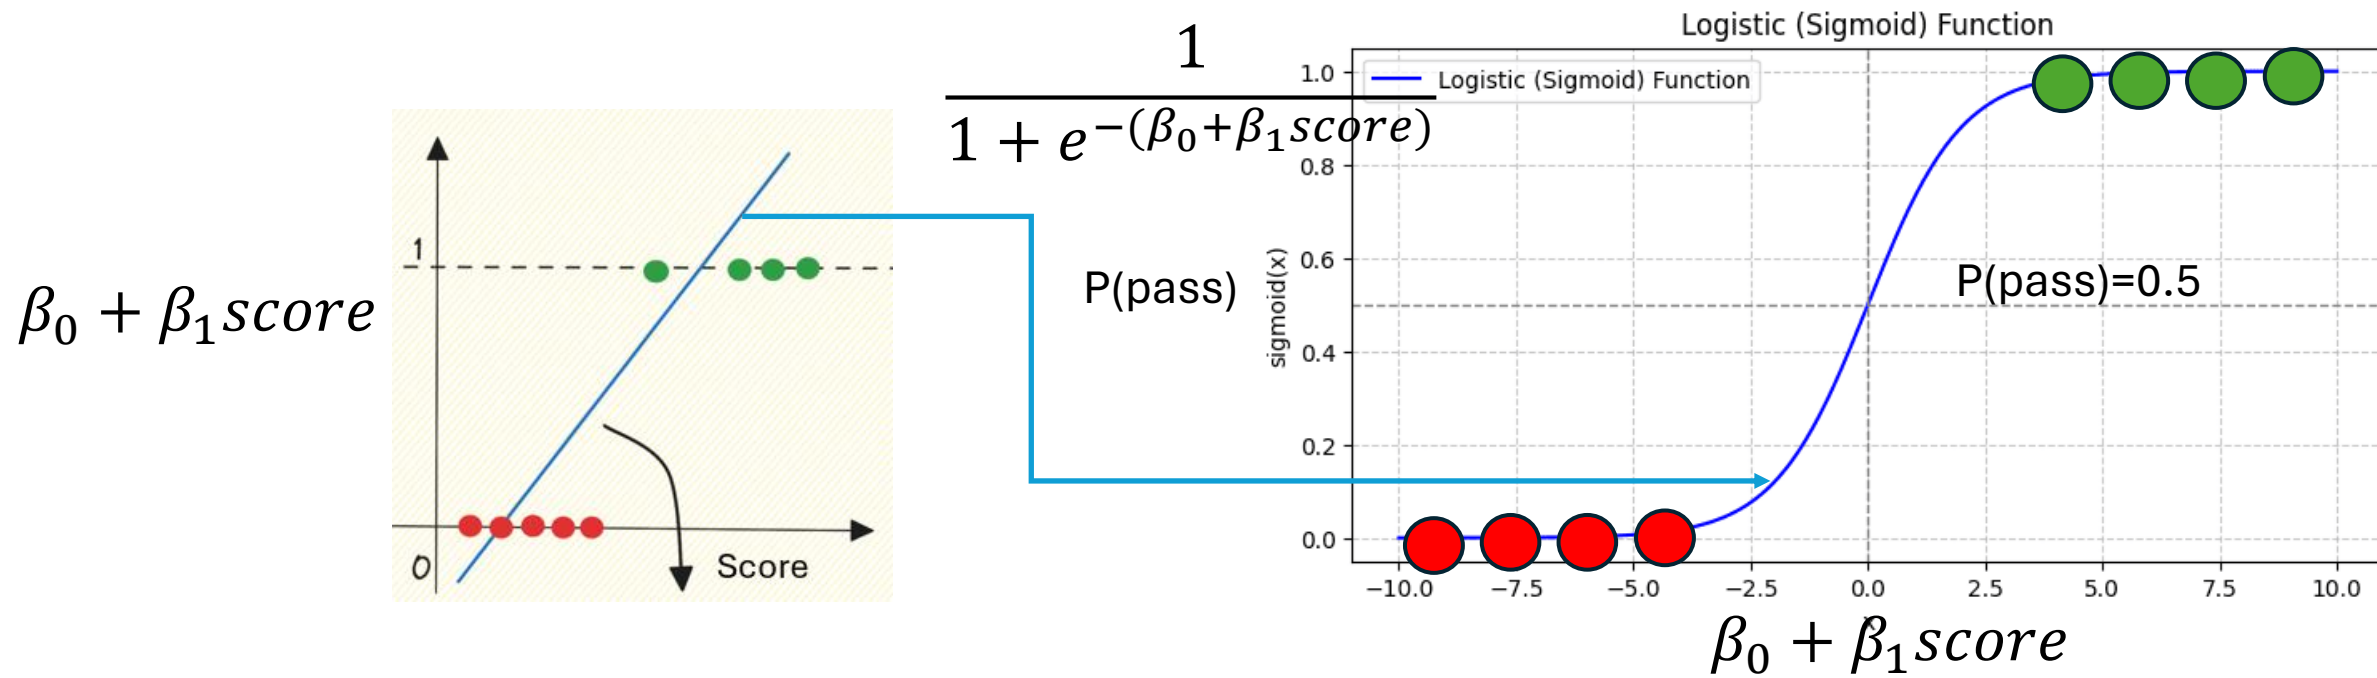 β₀ + β₁score
1
0
Score
1
1 + e^−(β₀+β₁score)
P(pass)
Logistic (Sigmoid) Function
Logistic (Sigmoid) Function
sigmoid(x)
1.0
0.8
0.6
0.4
0.2
0.0
P(pass)=0.5
−10.0 −7.5 −5.0 −2.5 0.0 2.5 5.0 7.5 10.0
x
β₀ + β₁score